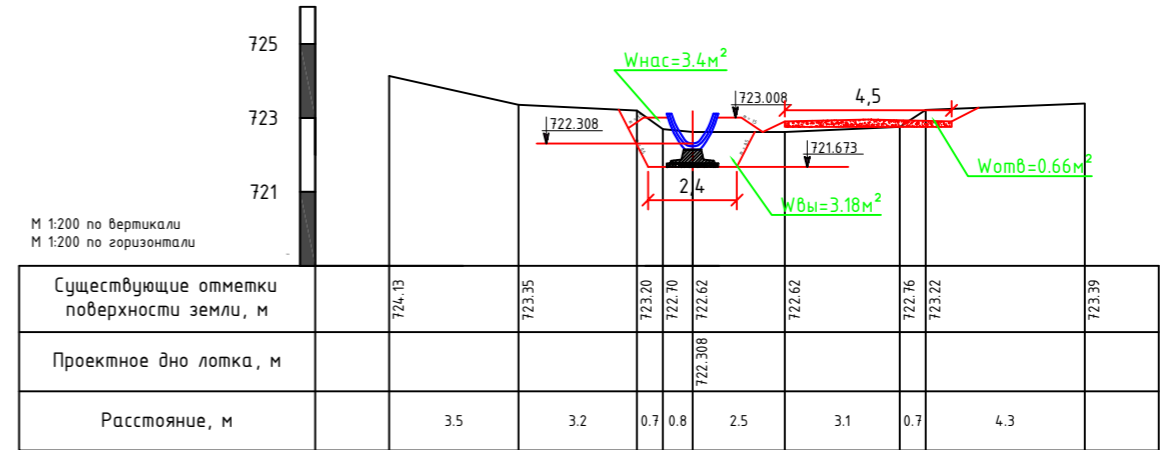 725
723
721
М 1:200 по вертикали
М 1:200 по горизонтали
Wнас=3.4м²
723.008
4,5
722.308
721.673
Wотв=0.66м²
2,4
Wвы=3.18м²
Существующие отметки
поверхности земли, м
724.13
723.35
723.20
722.70
722.62
722.62
722.76
723.22
723.39
Проектное дно лотка, м
722.308
Расстояние, м
3.5
3.2
0.7
0.8
2.5
3.1
0.7
4.3